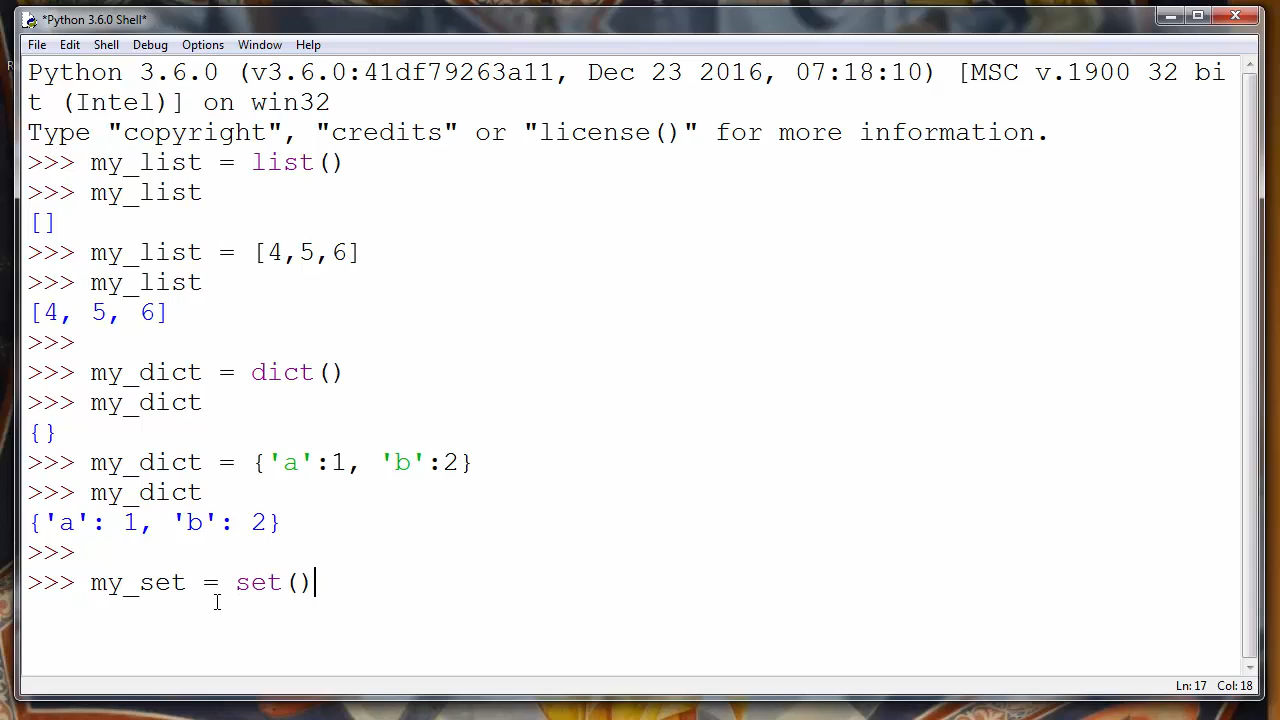 *Python 3.6.0 Shell*
File Edit Shell Debug Options Window Help
Python 3.6.0 (v3.6.0:41df79263a11, Dec 23 2016, 07:18:10) [MSC v.1900 32 bi
t (Intel)] on win32
Type "copyright", "credits" or "license()" for more information.
>>> my_list = list()
>>> my_list
[]
>>> my_list = [4,5,6]
>>> my_list
[4, 5, 6]
>>>
>>> my_dict = dict()
>>> my_dict
{}
>>> my_dict = {'a':1, 'b':2}
>>> my_dict
{'a': 1, 'b': 2}
>>>
>>> my_set = set()
Ln: 17 Col: 18